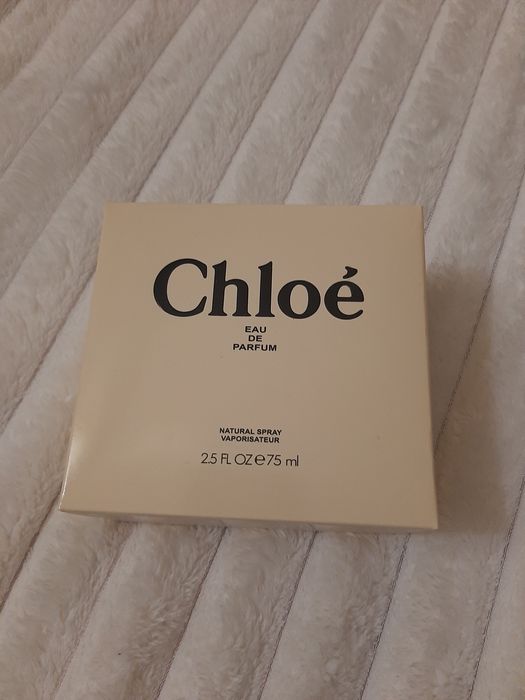 Chloé
EAU
DE
PARFUM
NATURAL SPRAY
VAPORISATEUR
2.5 FL OZ ℮ 75 ml